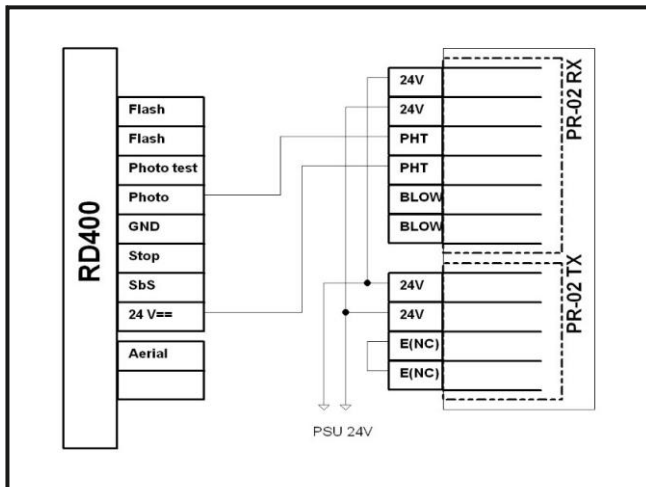 RD400
Flash
Flash
Photo test
Photo
GND
Stop
SbS
24 V==
Aerial
24V
24V
PHT
PHT
BLOW
BLOW
PR-02 RX
24V
24V
E(NC)
E(NC)
PR-02 TX
PSU 24V